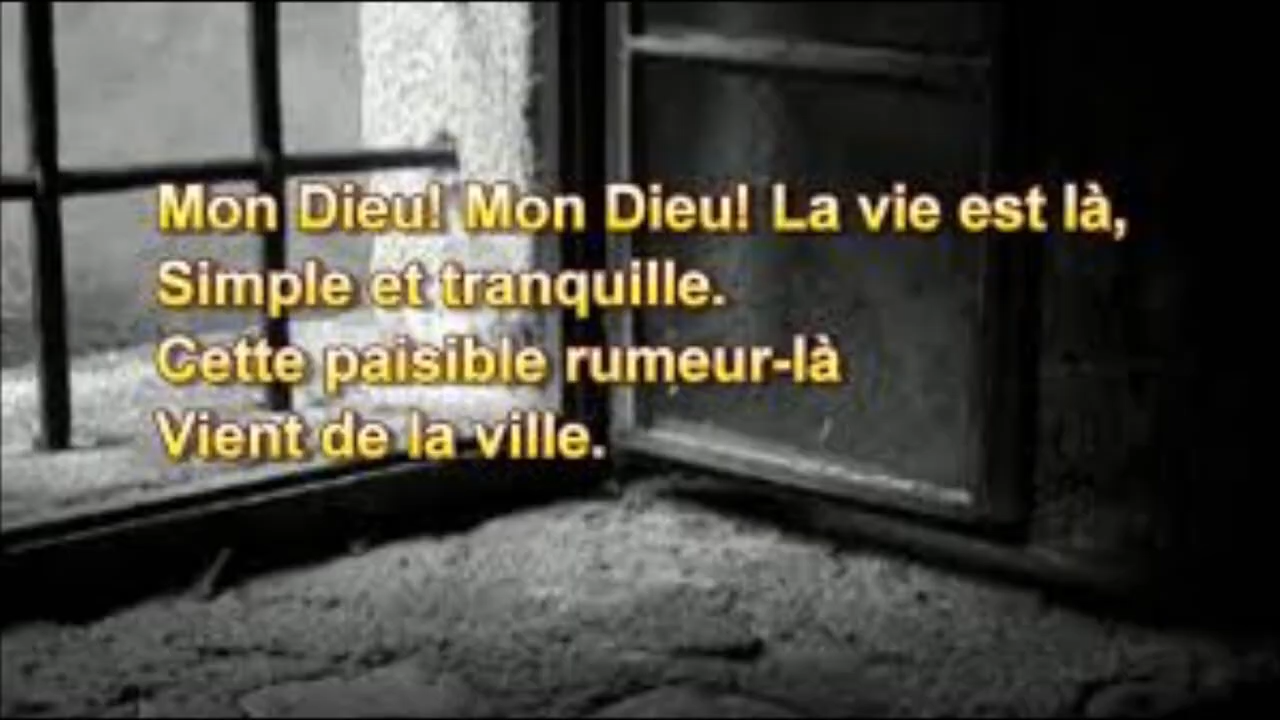 Mon Dieu! Mon Dieu! La vie est là,
Simple et tranquille.
Cette paisible rumeur-là
Vient de la ville.